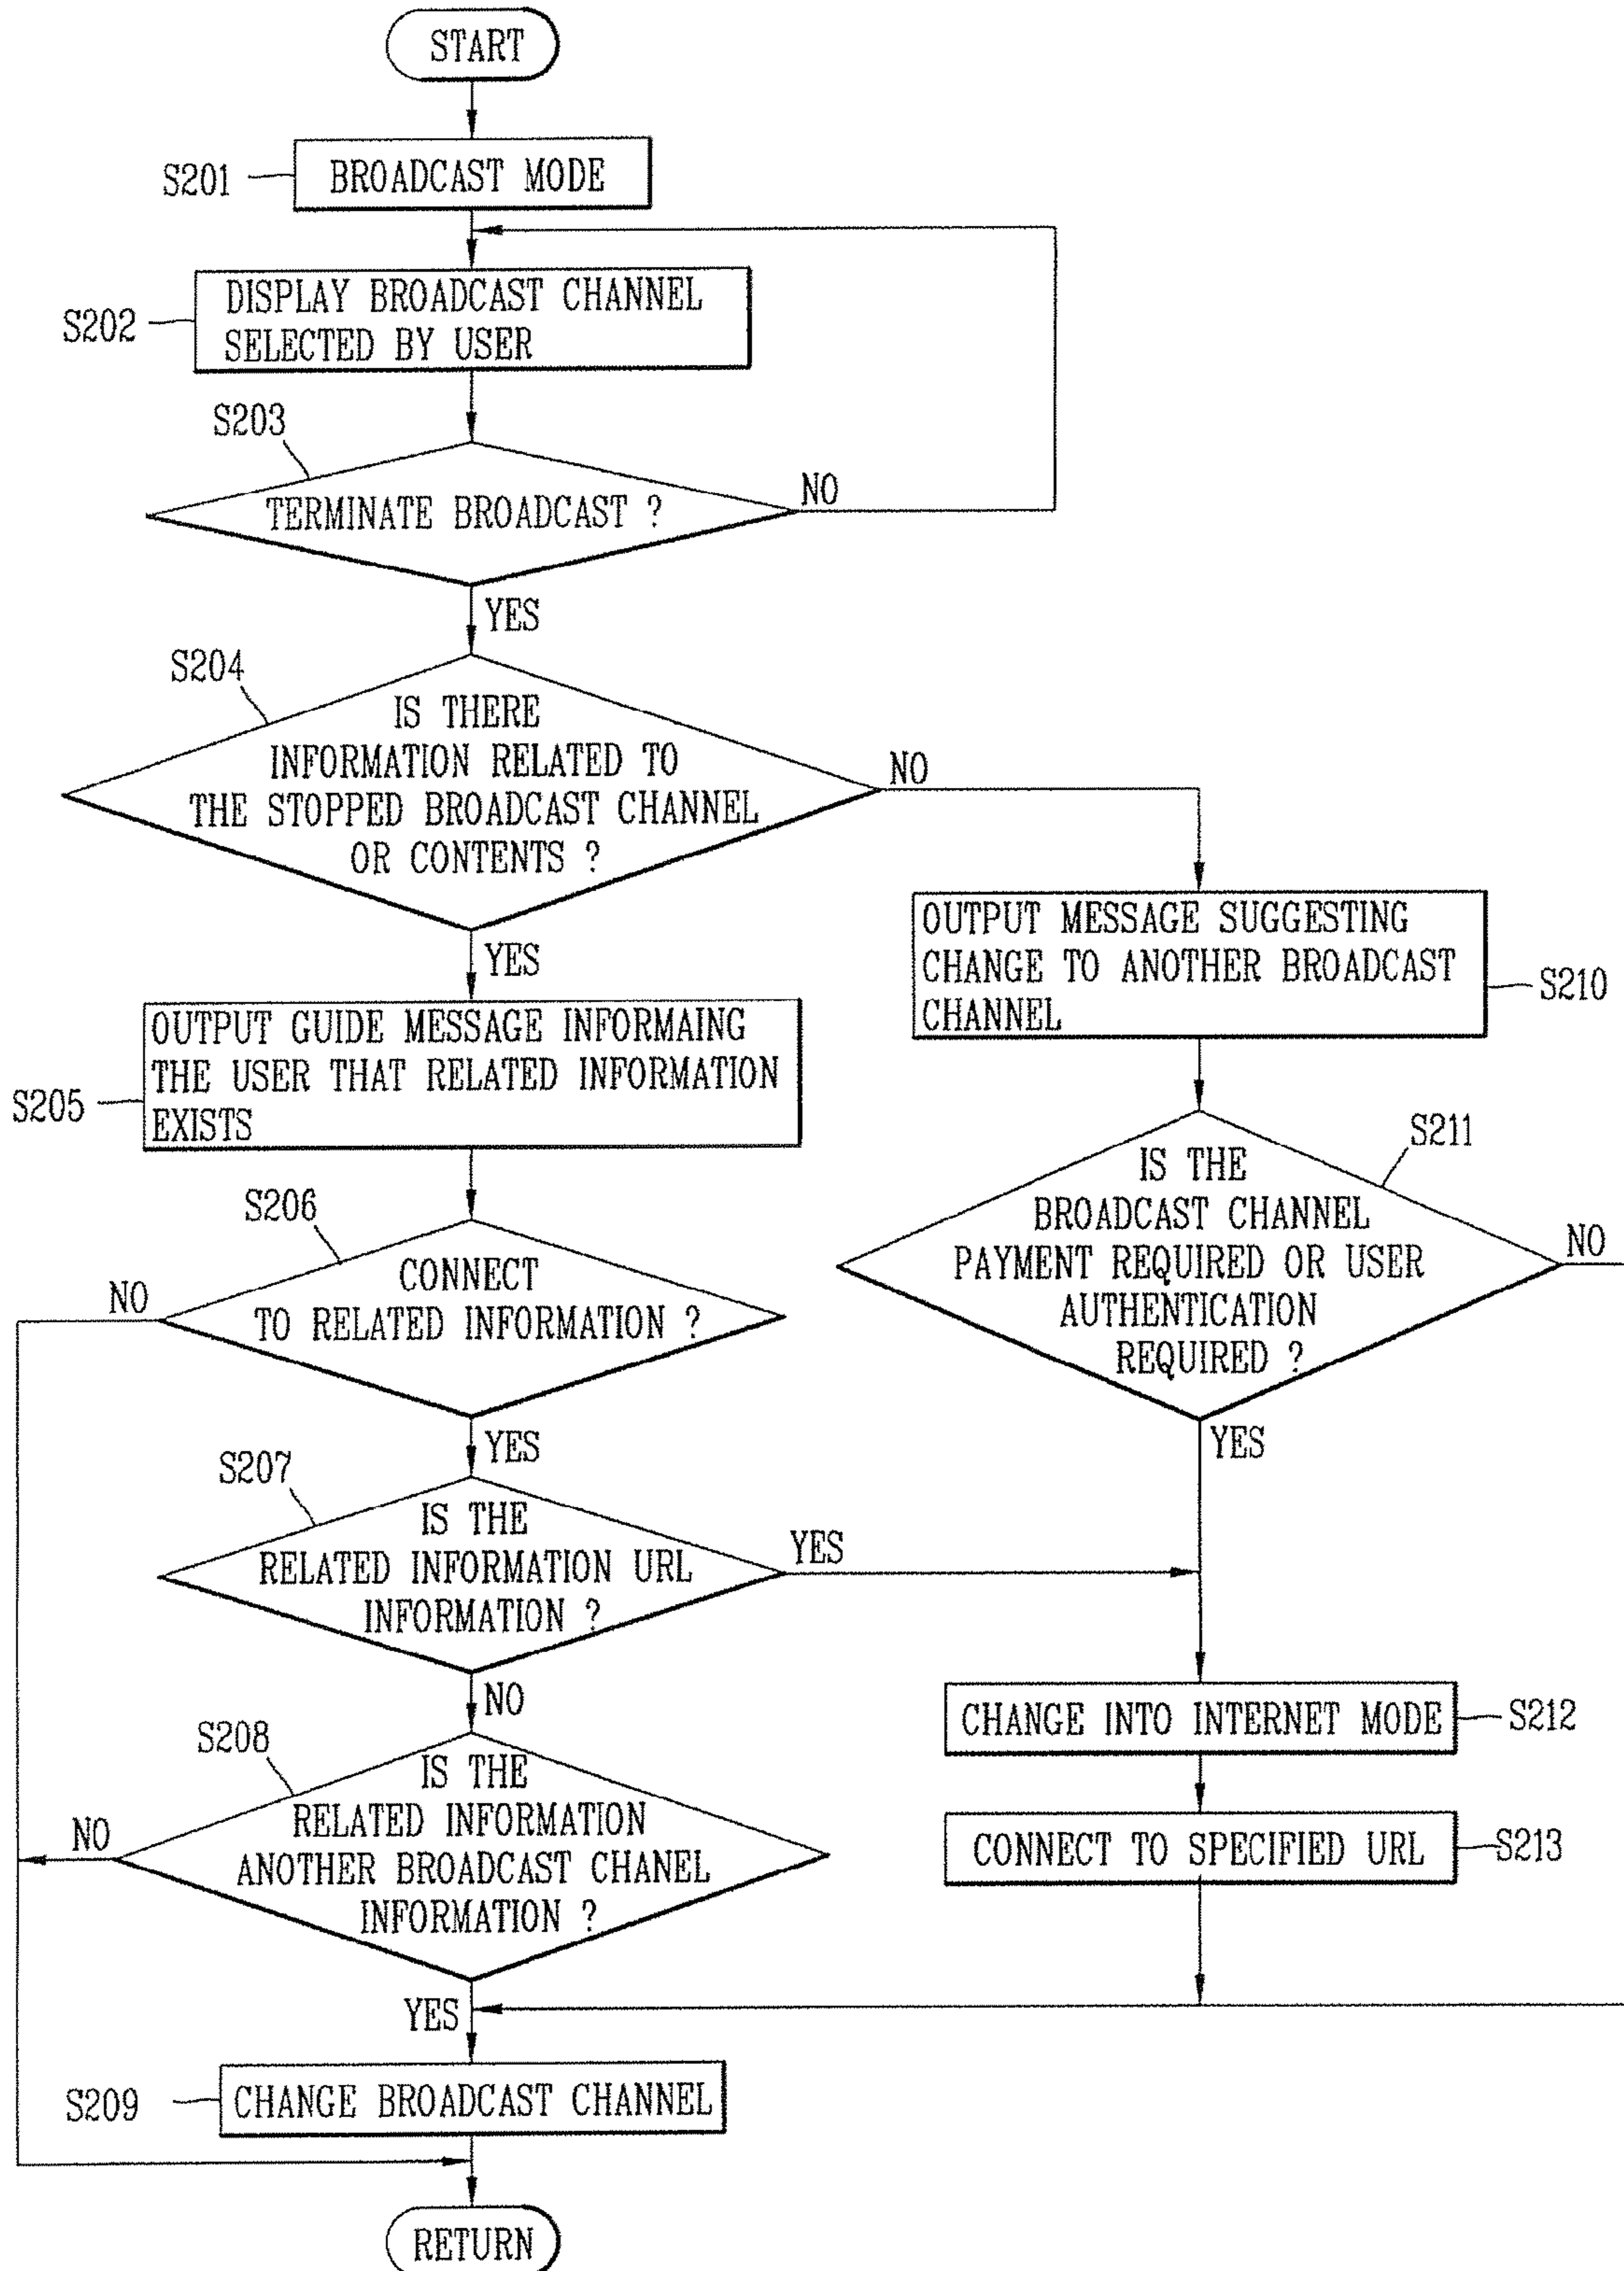 START
S201
BROADCAST MODE
S202
DISPLAY BROADCAST CHANNEL
SELECTED BY USER
S203
TERMINATE BROADCAST ?
NO
YES
S204
IS THERE
INFORMATION RELATED TO
THE STOPPED BROADCAST CHANNEL
OR CONTENTS ?
NO
YES
S205
OUTPUT GUIDE MESSAGE INFORMAING
THE USER THAT RELATED INFORMATION
EXISTS
OUTPUT MESSAGE SUGGESTING
CHANGE TO ANOTHER BROADCAST
CHANNEL
S210
S206
CONNECT
TO RELATED INFORMATION ?
NO
YES
S211
IS THE
BROADCAST CHANNEL
PAYMENT REQUIRED OR USER
AUTHENTICATION
REQUIRED ?
NO
YES
S207
IS THE
RELATED INFORMATION URL
INFORMATION ?
YES
NO
S208
IS THE
RELATED INFORMATION
ANOTHER BROADCAST CHANEL
INFORMATION ?
NO
YES
CHANGE INTO INTERNET MODE
S212
CONNECT TO SPECIFIED URL
S213
S209
CHANGE BROADCAST CHANNEL
RETURN